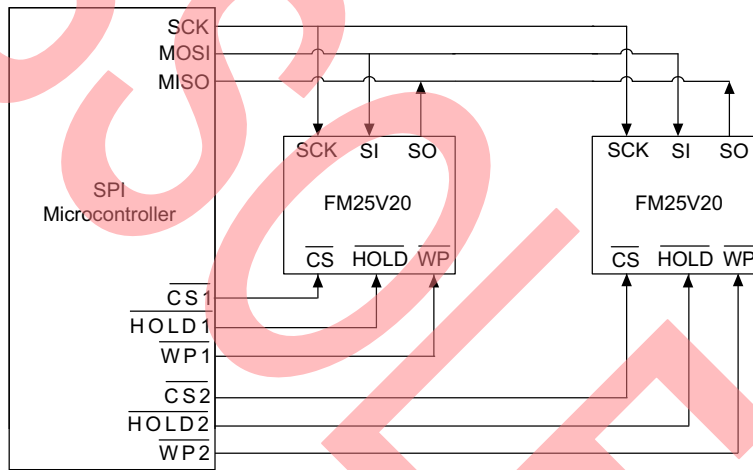 SCK
MOSI
MISO
SPI
Microcontroller
SCK SI SO
FM25V20
CS HOLD WP
SCK SI SO
FM25V20
CS HOLD WP
CS1
HOLD1
WP1
CS2
HOLD2
WP2